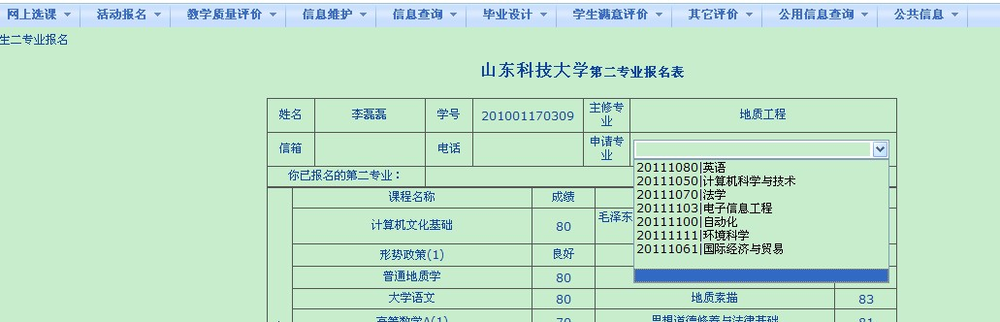 网上选课 活动报名 教学质量评价 信息维护 信息查询 毕业设计 学生满意评价 其它评价 公用信息查询 公共信息
生二专业报名
山东科技大学第二专业报名表
姓名 李磊磊 学号 201001170309 主修专业 地质工程
信箱 电话 申请专业
20111080|英语
20111050|计算机科学与技术
20111070|法学
20111103|电子信息工程
20111100|自动化
20111111|环境科学
20111061|国际经济与贸易
你已报名的第二专业：
课程名称 成绩
计算机文化基础 80 毛泽东
形势政策(1) 良好
普通地质学 80
大学语文 80 地质素描 83
高等数学A(1) 70 思想道德修养与法律基础 81